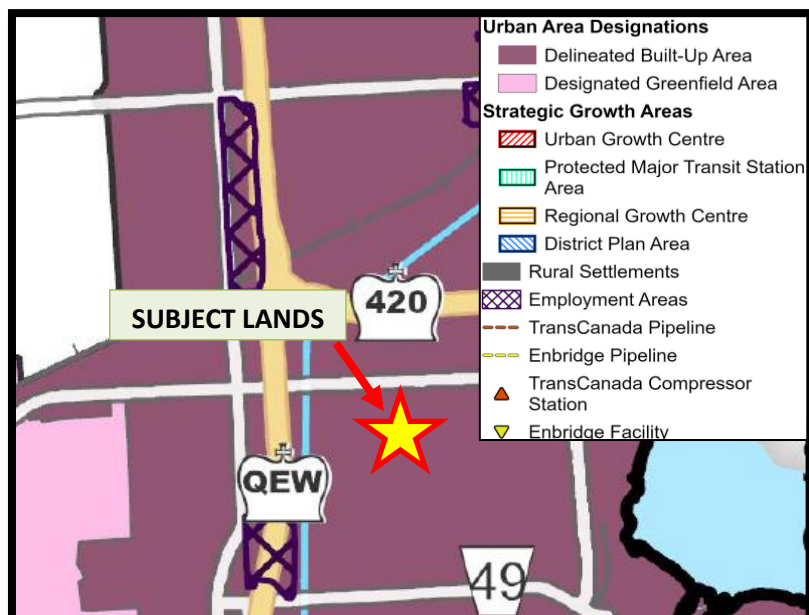 Urban Area Designations
Delineated Built-Up Area
Designated Greenfield Area
Strategic Growth Areas
Urban Growth Centre
Protected Major Transit Station
Area
Regional Growth Centre
District Plan Area
Rural Settlements
Employment Areas
TransCanada Pipeline
Enbridge Pipeline
TransCanada Compressor
Station
Enbridge Facility
420
SUBJECT LANDS
QEW
49